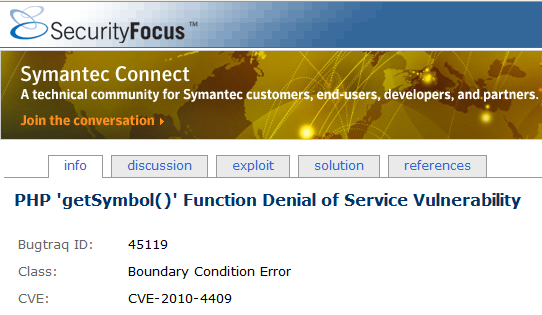 SecurityFocus ™
Symantec Connect
A technical community for Symantec customers, end-users, developers, and partners.
Join the conversation
info discussion exploit solution references
PHP 'getSymbol()' Function Denial of Service Vulnerability
Bugtraq ID: 45119
Class: Boundary Condition Error
CVE: CVE-2010-4409